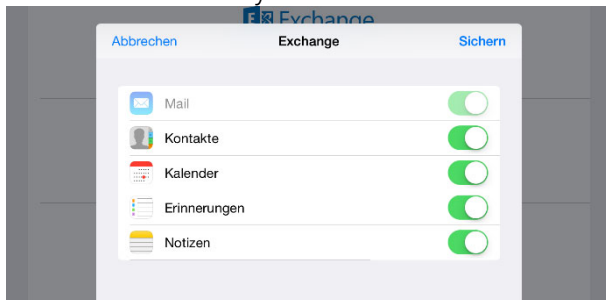 Exchange
Abbrechen Exchange Sichern
Mail
Kontakte
Kalender
Erinnerungen
Notizen